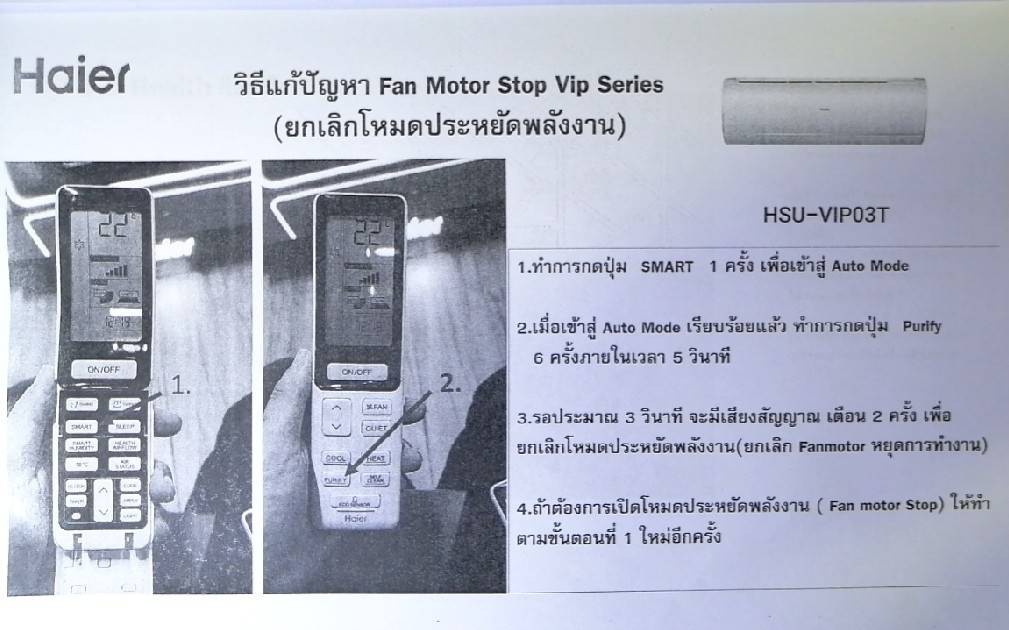 Haier
วิธีแก้ปัญหา Fan Motor Stop Vip Series
(ยกเลิกโหมดประหยัดพลังงาน)
HSU-VIP03T
1.ทำการกดปุ่ม SMART 1 ครั้ง เพื่อเข้าสู่ Auto Mode
2.เมื่อเข้าสู่ Auto Mode เรียบร้อยแล้ว ทำการกดปุ่ม Purify
6 ครั้งภายในเวลา 5 วินาที
3.รอประมาณ 3 วินาที จะมีเสียงสัญญาณ เตือน 2 ครั้ง เพื่อ
ยกเลิกโหมดประหยัดพลังงาน(ยกเลิก Fanmotor หยุดการทำงาน)
4.ถ้าต้องการเปิดโหมดประหยัดพลังงาน ( Fan motor Stop) ให้ทำ
ตามขั้นตอนที่ 1 ใหม่อีกครั้ง
22°
ON/OFF
1.
SMART
SLEEP
HEALTH
AIRFLOW
22°
ON/OFF
2.
QUIET
COOL
HEAT
PURIFY
Haier